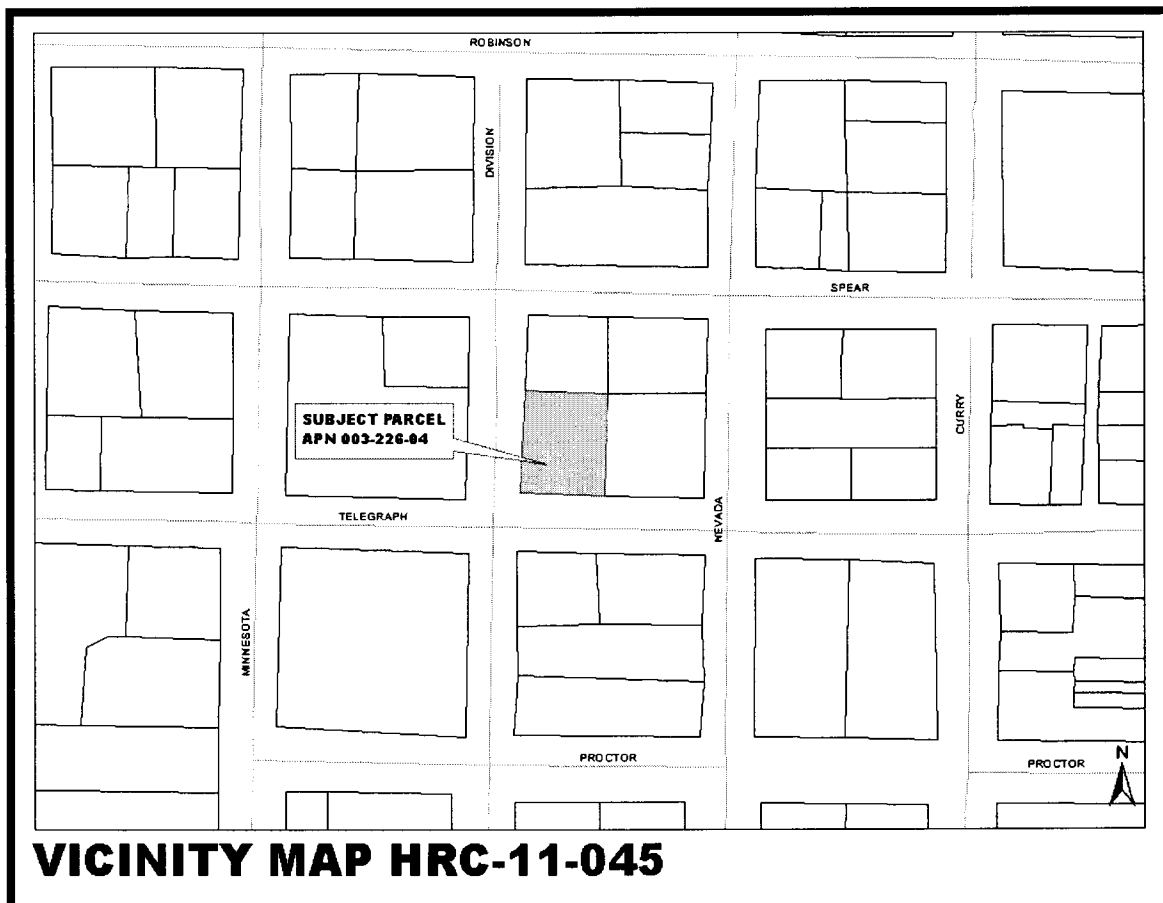 ROBINSON
DIVISION
SPEAR
SUBJECT PARCEL
APN 003-226-04
CURRY
TELEGRAPH
NEVADA
MINNESOTA
PROCTOR
PROCTOR
N
VICINITY MAP HRC-11-045